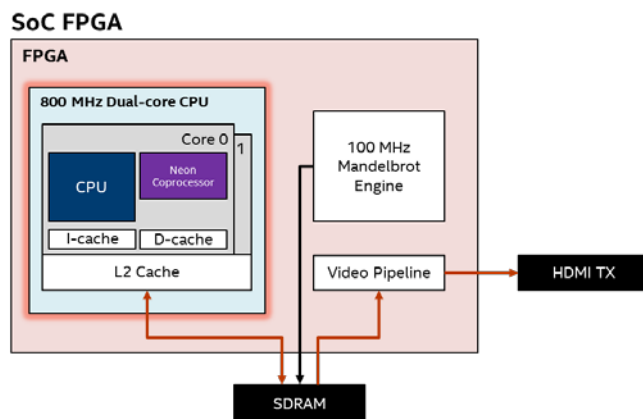 SoC FPGA
FPGA
800 MHz Dual-core CPU
Core 0
1
CPU
Neon
Coprocessor
I-cache
D-cache
L2 Cache
100 MHz
Mandelbrot
Engine
Video Pipeline
HDMI TX
SDRAM